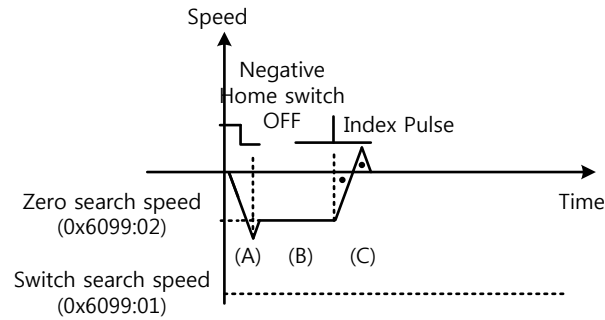 Speed
Negative
Home switch
OFF
Index Pulse
Time
Zero search speed
(0x6099:02)
(A)
(B)
(C)
Switch search speed
(0x6099:01)